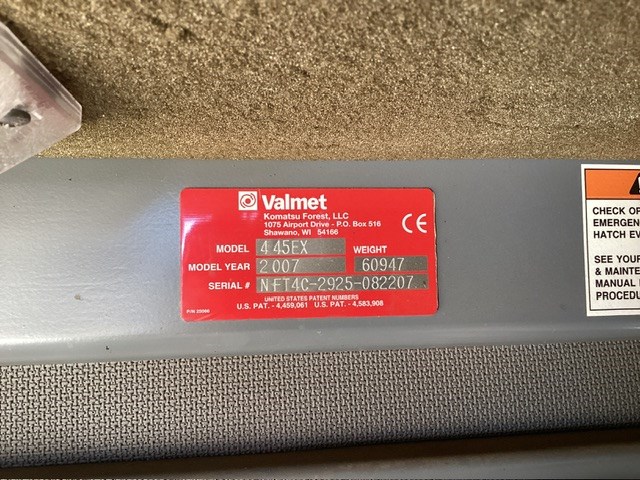 Valmet
Komatsu Forest, LLC
1075 Airport Drive - P.O. Box 516
Shawano, WI 54166
CE
MODEL 445EX WEIGHT
MODEL YEAR 2007 60947
SERIAL # NFT4C-2925-082207
UNITED STATES PATENT NUMBERS
U.S. PAT. - 4,459,061 U.S. PAT. - 4,583,908
CHECK OP
EMERGEN
HATCH EV
SEE YOUR
& MAINTE
MANUAL
PROCEDU